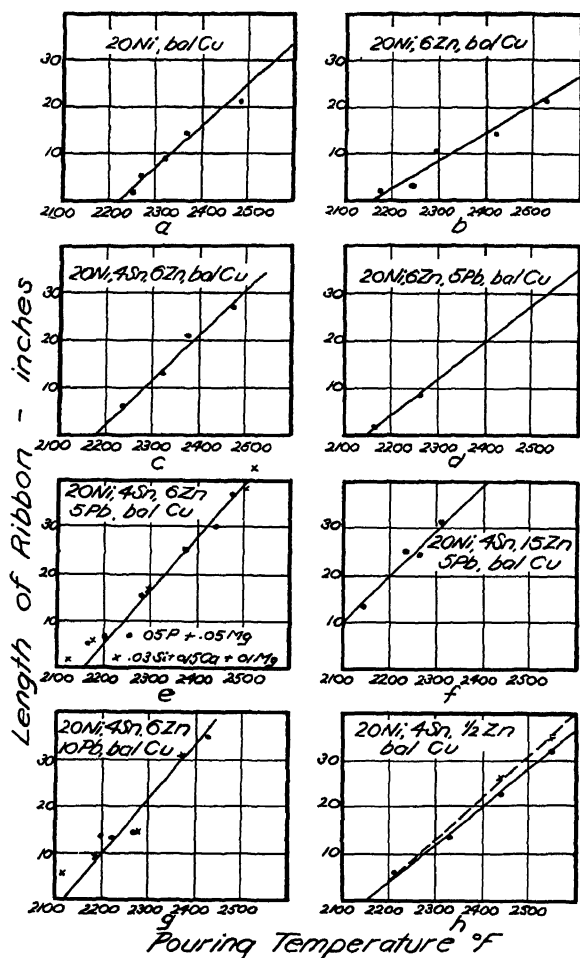 20Ni, bal Cu
30
20
10
2100 2200 2300 2400 2500
a
20Ni, 6Zn, bal Cu
30
20
10
2100 2200 2300 2400 2500
b
20Ni, 4Sn, 6Zn, bal Cu
30
20
10
2100 2200 2300 2400 2500
c
20Ni, 6Zn, 5Pb, bal Cu
30
20
10
2100 2200 2300 2400 2500
d
20Ni, 4Sn, 6Zn
5Pb, bal Cu
30
20
10
• .05P + .05Mg
× .03Si + .015Ca + .01Mg
2100 2200 2300 2400 2500
e
20Ni, 4Sn, 15Zn
5Pb, bal Cu
30
20
10
2100 2200 2300 2400 2500
f
20Ni, 4Sn, 6Zn
10Pb, bal Cu
30
20
10
2100 2200 2300 2400 2500
g
20Ni, 4Sn, ½Zn
bal Cu
30
20
10
2100 2200 2300 2400 2500
h
Length of Ribbon - inches
Pouring Temperature °F